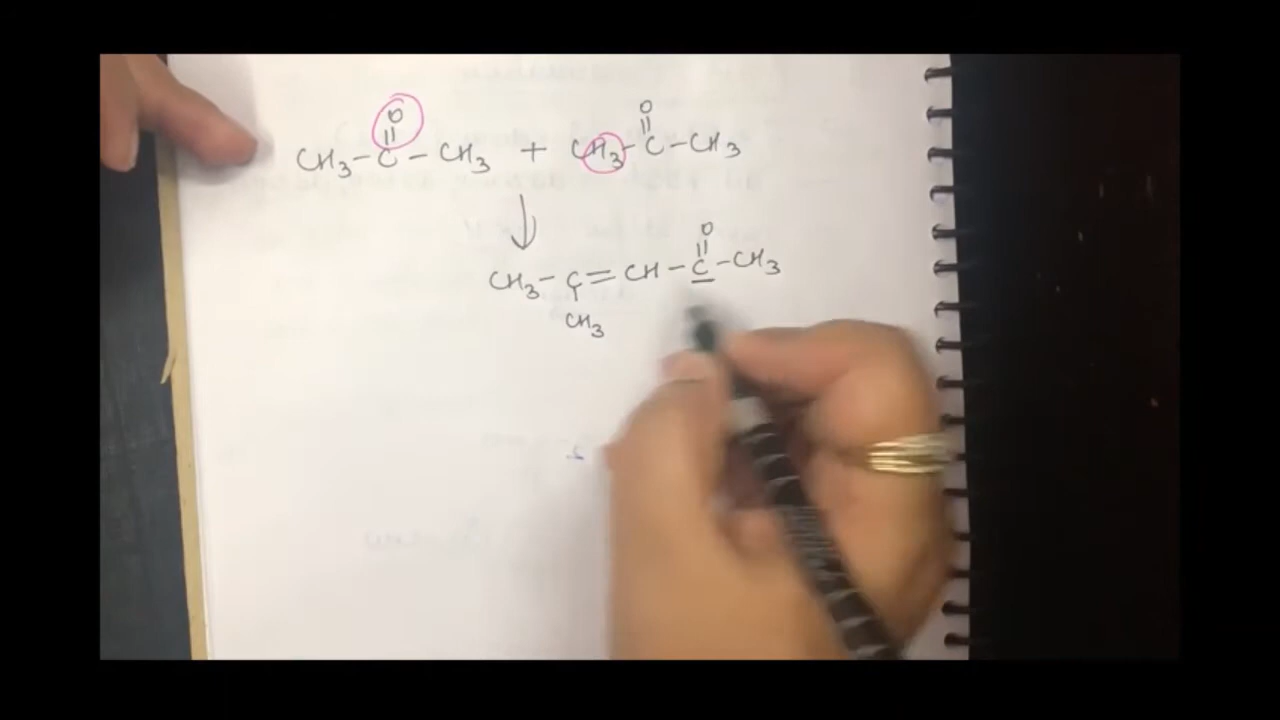 O O
|| ||
CH3-C-CH3 + CH3-C-CH3
↓
O
||
CH3-C=CH-C-CH3
|
CH3